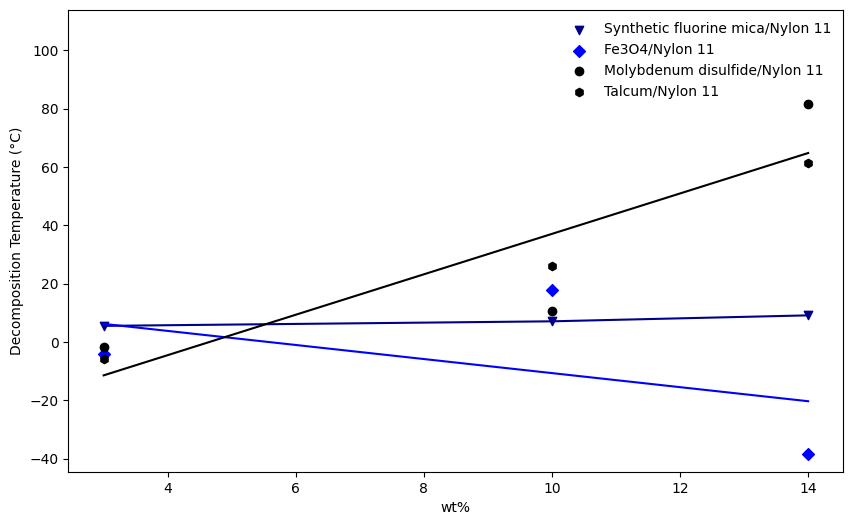 Synthetic fluorine mica/Nylon 11
Fe3O4/Nylon 11
Molybdenum disulfide/Nylon 11
Talcum/Nylon 11
Decomposition Temperature (°C)
100
80
60
40
20
0
−20
−40
4 6 8 10 12 14
wt%